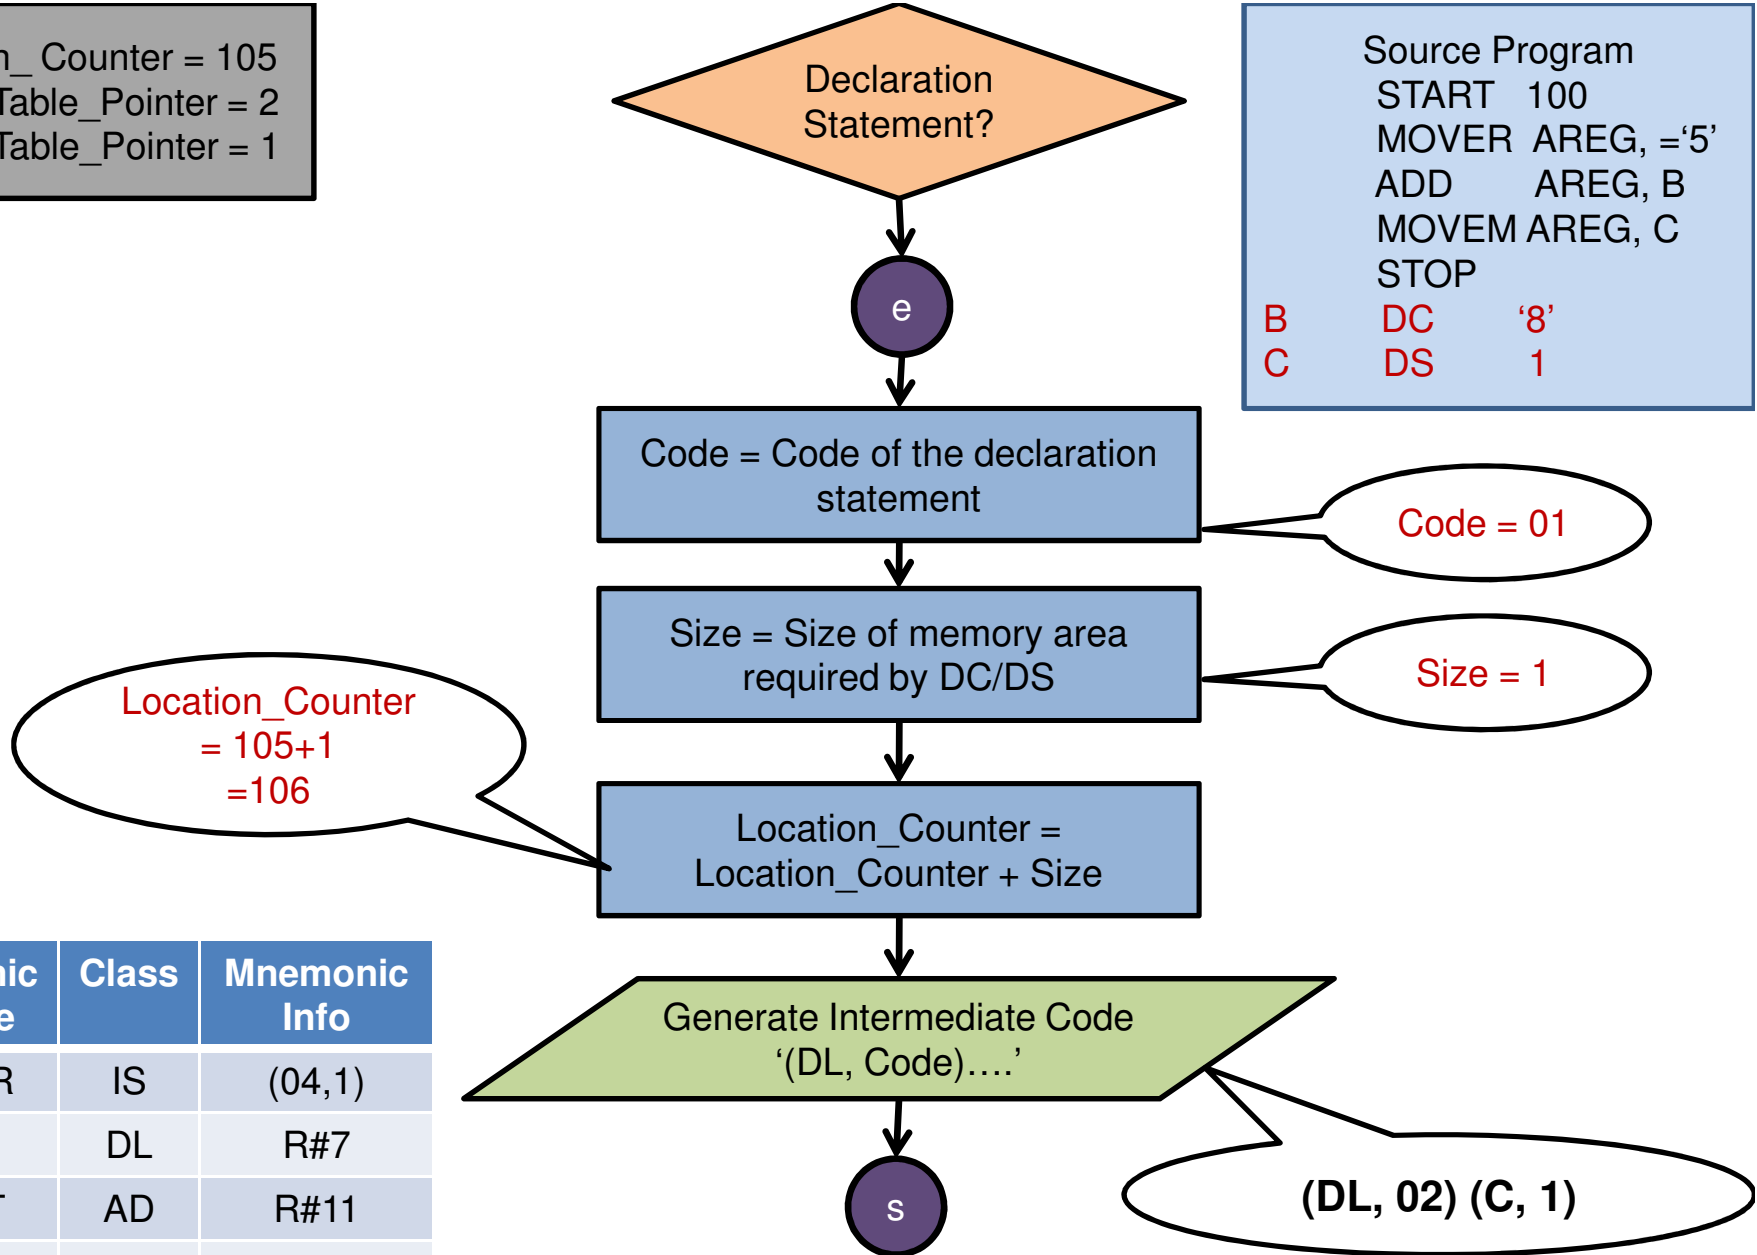 n_ Counter = 105
Table_Pointer = 2
Table_Pointer = 1
Declaration
Statement?
Source Program
START 100
MOVER AREG, =‘5’
ADD AREG, B
MOVEM AREG, C
STOP
B DC ‘8’
C DS 1
e
Code = Code of the declaration
statement
Code = 01
Size = Size of memory area
required by DC/DS
Size = 1
Location_Counter
= 105+1
=106
Location_Counter =
Location_Counter + Size
nic Class Mnemonic
e Info
R IS (04,1)
DL R#7
T AD R#11
Generate Intermediate Code
‘(DL, Code)….’
(DL, 02) (C, 1)
s